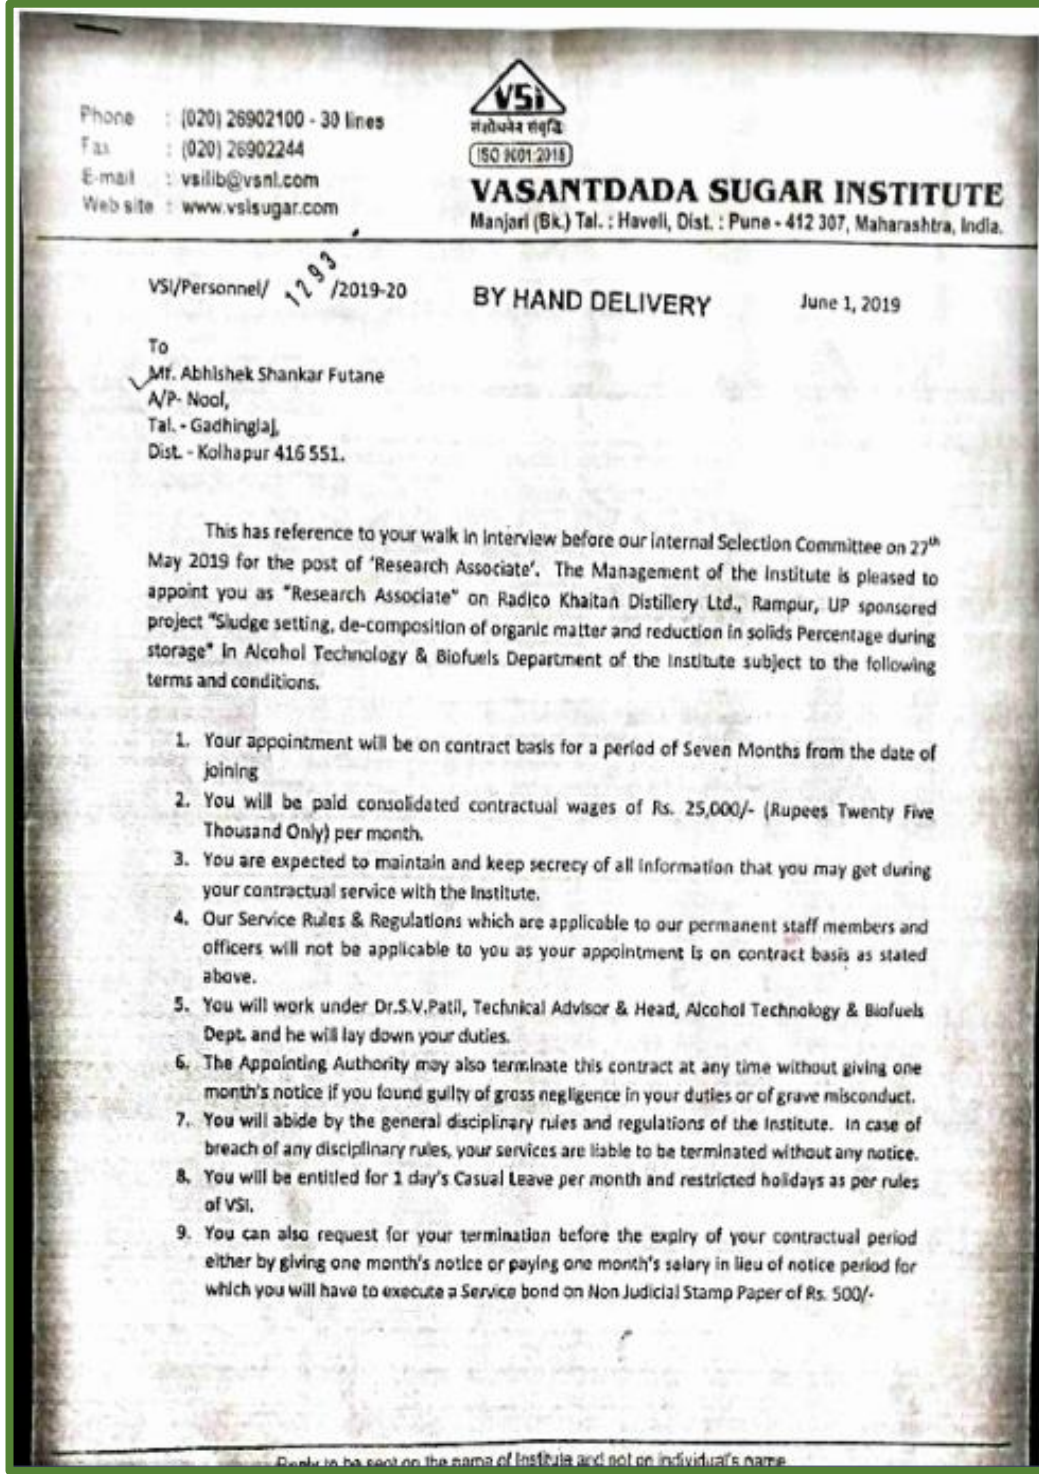 VSi
संशोधनेन संवृद्धिः
ISO 9001:2015
Phone : (020) 26902100 - 30 lines
Fax : (020) 26902244
E-mail : vsilib@vsnl.com
Web site : www.vsisugar.com
VASANTDADA SUGAR INSTITUTE
Manjari (Bk.) Tal. : Haveli, Dist. : Pune - 412 307, Maharashtra, India.
VSI/Personnel/ 1293 /2019-20 BY HAND DELIVERY June 1, 2019
To
Mr. Abhishek Shankar Futane
A/P- Nool,
Tal. - Gadhinglaj,
Dist. - Kolhapur 416 551.
This has reference to your walk in interview before our Internal Selection Committee on 27th
May 2019 for the post of 'Research Associate'. The Management of the Institute is pleased to
appoint you as "Research Associate" on Radico Khaitan Distillery Ltd., Rampur, UP sponsored
project "Sludge setting, de-composition of organic matter and reduction in solids Percentage during
storage" in Alcohol Technology & Biofuels Department of the Institute subject to the following
terms and conditions.
1. Your appointment will be on contract basis for a period of Seven Months from the date of
joining
2. You will be paid consolidated contractual wages of Rs. 25,000/- (Rupees Twenty Five
Thousand Only) per month.
3. You are expected to maintain and keep secrecy of all information that you may get during
your contractual service with the Institute.
4. Our Service Rules & Regulations which are applicable to our permanent staff members and
officers will not be applicable to you as your appointment is on contract basis as stated
above.
5. You will work under Dr.S.V.Patil, Technical Advisor & Head, Alcohol Technology & Biofuels
Dept. and he will lay down your duties.
6. The Appointing Authority may also terminate this contract at any time without giving one
month's notice if you found guilty of gross negligence in your duties or of grave misconduct.
7. You will abide by the general disciplinary rules and regulations of the Institute. In case of
breach of any disciplinary rules, your services are liable to be terminated without any notice.
8. You will be entitled for 1 day's Casual Leave per month and restricted holidays as per rules
of VSI.
9. You can also request for your termination before the expiry of your contractual period
either by giving one month's notice or paying one month's salary in lieu of notice period for
which you will have to execute a Service bond on Non Judicial Stamp Paper of Rs. 500/-
Reply to be sent on the name of Institute and not on individual's name